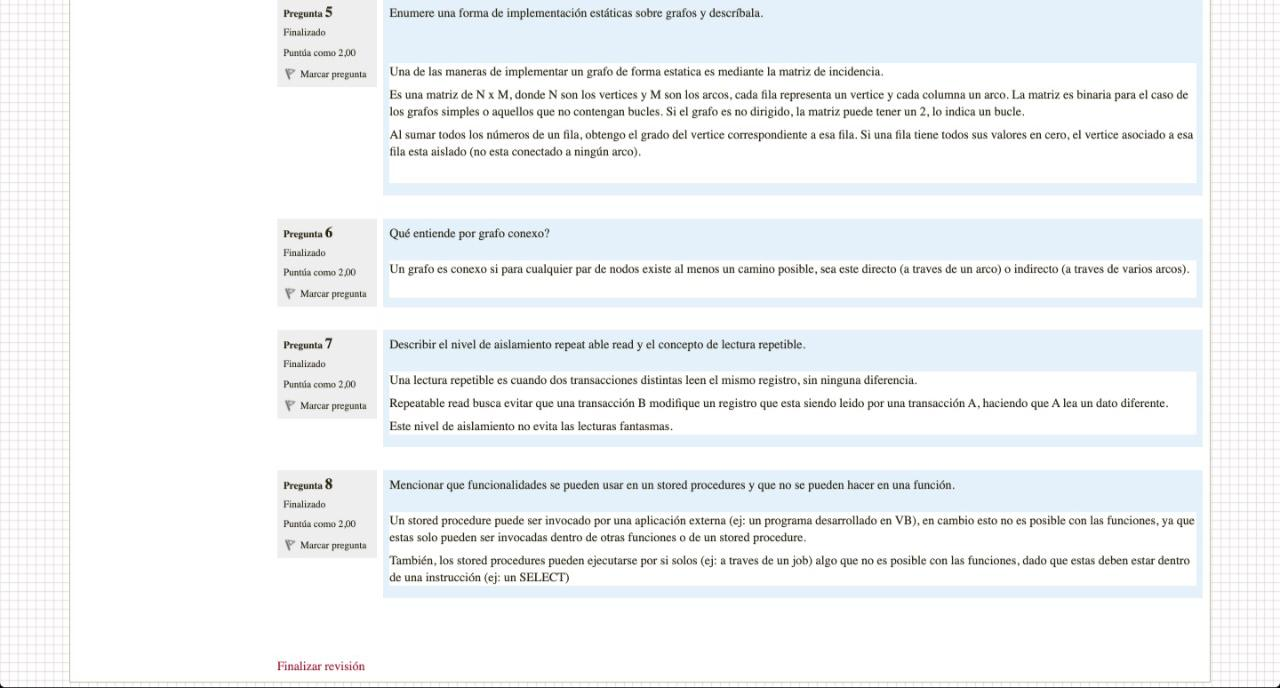 Pregunta 5
Finalizado
Puntúa como 2,00
Marcar pregunta
Enumere una forma de implementación estáticas sobre grafos y descríbala.
Una de las maneras de implementar un grafo de forma estatica es mediante la matriz de incidencia.
Es una matriz de N x M, donde N son los vertices y M son los arcos, cada fila representa un vertice y cada columna un arco. La matriz es binaria para el caso de
los grafos simples o aquellos que no contengan bucles. Si el grafo es no dirigido, la matriz puede tener un 2, lo indica un bucle.
Al sumar todos los números de un fila, obtengo el grado del vertice correspondiente a esa fila. Si una fila tiene todos sus valores en cero, el vertice asociado a esa
fila esta aislado (no esta conectado a ningún arco).
Pregunta 6
Finalizado
Puntúa como 2,00
Marcar pregunta
Qué entiende por grafo conexo?
Un grafo es conexo si para cualquier par de nodos existe al menos un camino posible, sea este directo (a traves de un arco) o indirecto (a traves de varios arcos).
Pregunta 7
Finalizado
Puntúa como 2,00
Marcar pregunta
Describir el nivel de aislamiento repeat able read y el concepto de lectura repetible.
Una lectura repetible es cuando dos transacciones distintas leen el mismo registro, sin ninguna diferencia.
Repeatable read busca evitar que una transacción B modifique un registro que esta siendo leido por una transacción A, haciendo que A lea un dato diferente.
Este nivel de aislamiento no evita las lecturas fantasmas.
Pregunta 8
Finalizado
Puntúa como 2,00
Marcar pregunta
Mencionar que funcionalidades se pueden usar en un stored procedures y que no se pueden hacer en una función.
Un stored procedure puede ser invocado por una aplicación externa (ej: un programa desarrollado en VB), en cambio esto no es posible con las funciones, ya que
estas solo pueden ser invocadas dentro de otras funciones o de un stored procedure.
También, los stored procedures pueden ejecutarse por si solos (ej: a traves de un job) algo que no es posible con las funciones, dado que estas deben estar dentro
de una instrucción (ej: un SELECT)
Finalizar revisión